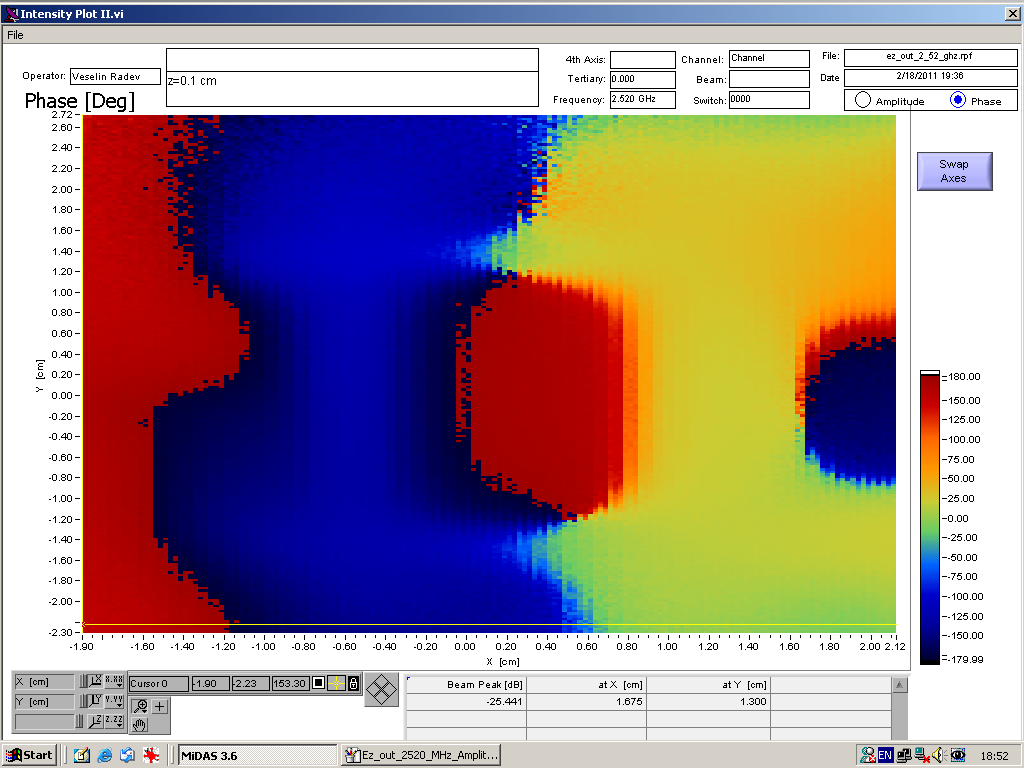 Intensity Plot II.vi
File
Operator: Veselin Radev
z=0.1 cm
4th Axis:
Tertiary: 0.000
Frequency: 2.520 GHz
Channel: Channel
Beam:
Switch: 0000
File: ez_out_2_52_ghz.rpf
Date 2/18/2011 19:36
Amplitude Phase
Phase [Deg]
Swap
Axes
2.72
2.60
2.40
2.20
2.00
1.80
1.60
1.40
1.20
1.00
0.80
0.60
0.40
0.20
0.00
-0.20
-0.40
-0.60
-0.80
-1.00
-1.20
-1.40
-1.60
-1.80
-2.00
-2.30
Y [cm]
-1.90 -1.60 -1.40 -1.20 -1.00 -0.80 -0.60 -0.40 -0.20 0.00 0.20 0.40 0.60 0.80 1.00 1.20 1.40 1.60 1.80 2.00 2.12
X [cm]
180.00
150.00
125.00
100.00
75.00
50.00
25.00
-0.00
-25.00
-50.00
-75.00
-100.00
-125.00
-150.00
-179.99
X [cm] X X.XX
Y [cm] Y Y.YY
Z Z.ZZ
Cursor 0 -1.90 -2.23 153.30
Beam Peak [dB] at X [cm] at Y [cm]
-25.441 1.675 1.300
Start MiDAS 3.6 Ez_out_2520_MHz_Amplit... EN 18:52